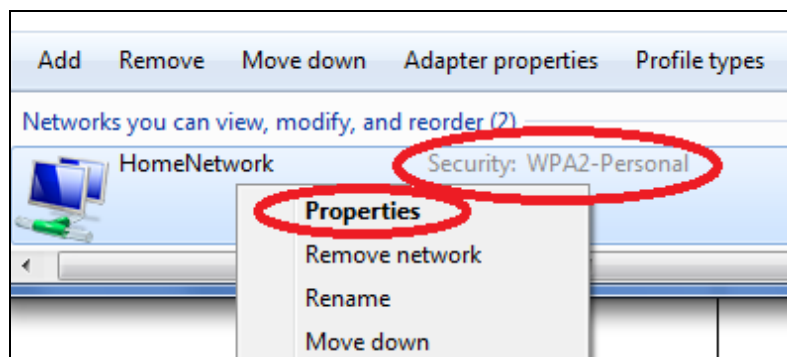 Add Remove Move down Adapter properties Profile types
Networks you can view, modify, and reorder (2)
HomeNetwork Security: WPA2-Personal
Properties
Remove network
Rename
Move down